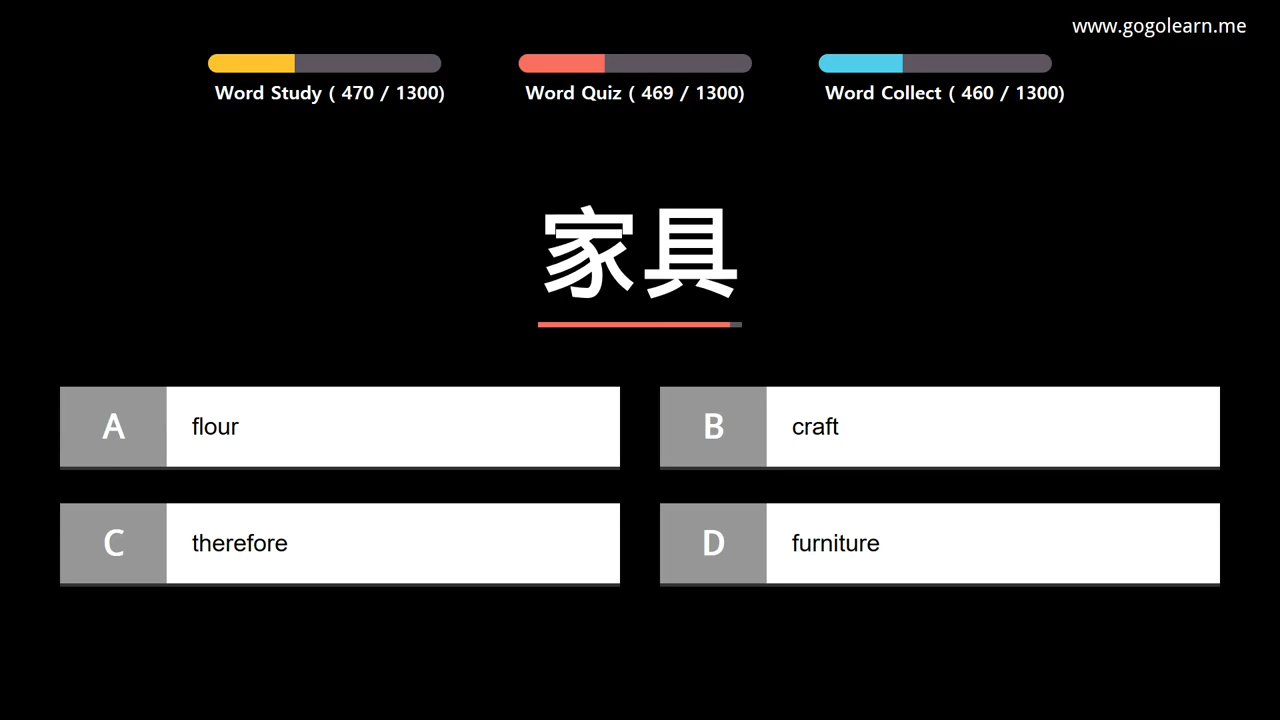 www.gogolearn.me
Word Study ( 470 / 1300)
Word Quiz ( 469 / 1300)
Word Collect ( 460 / 1300)
家具
A flour
B craft
C therefore
D furniture